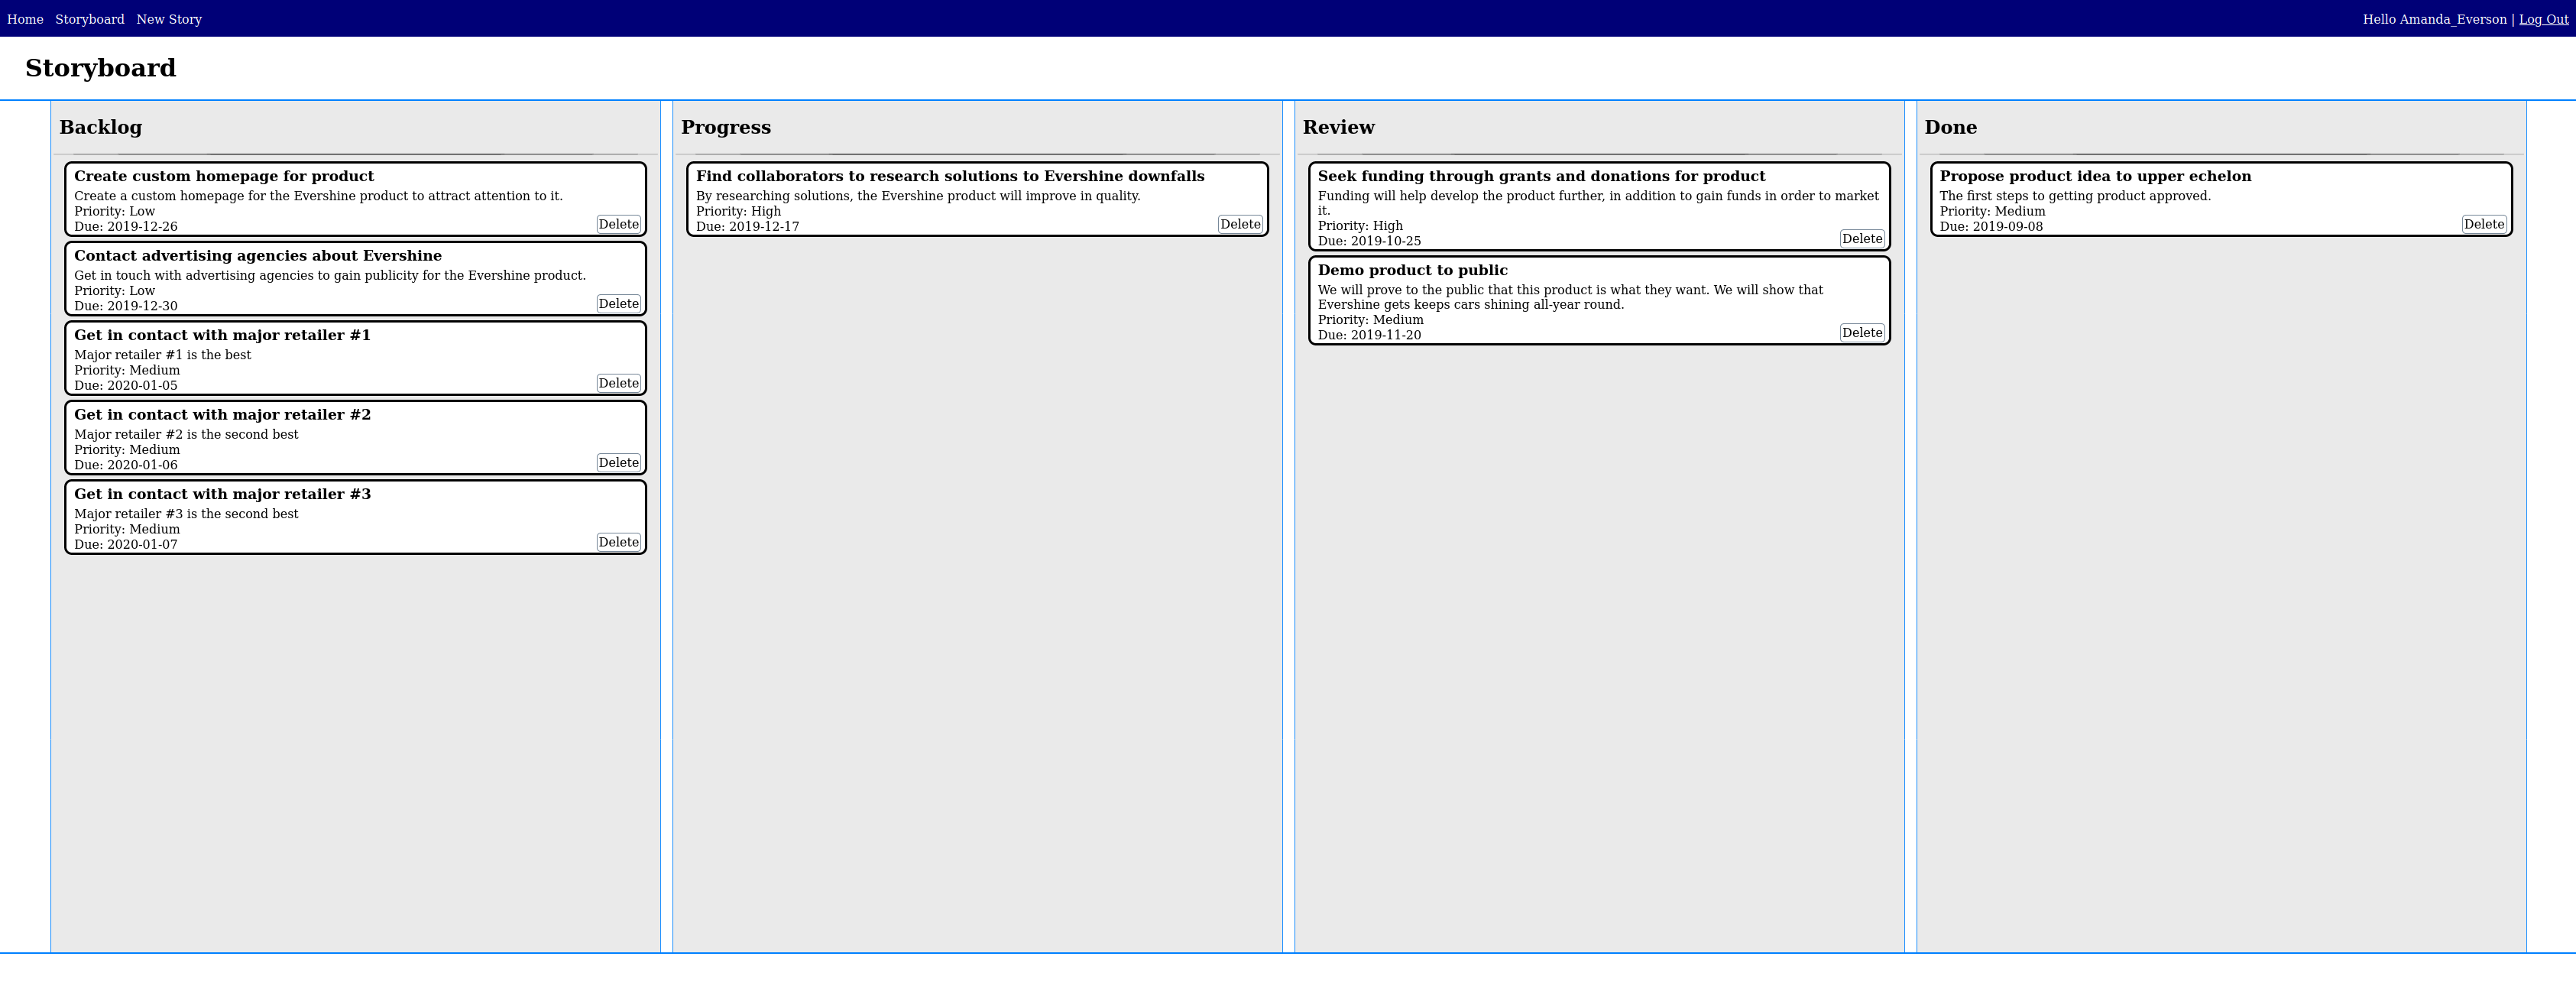 Home Storyboard New Story
Hello Amanda_Everson | Log Out
Storyboard
Backlog
Create custom homepage for product
Create a custom homepage for the Evershine product to attract attention to it.
Priority: Low
Due: 2019-12-26
Delete
Contact advertising agencies about Evershine
Get in touch with advertising agencies to gain publicity for the Evershine product.
Priority: Low
Due: 2019-12-30
Delete
Get in contact with major retailer #1
Major retailer #1 is the best
Priority: Medium
Due: 2020-01-05
Delete
Get in contact with major retailer #2
Major retailer #2 is the second best
Priority: Medium
Due: 2020-01-06
Delete
Get in contact with major retailer #3
Major retailer #3 is the second best
Priority: Medium
Due: 2020-01-07
Delete
Progress
Find collaborators to research solutions to Evershine downfalls
By researching solutions, the Evershine product will improve in quality.
Priority: High
Due: 2019-12-17
Delete
Review
Seek funding through grants and donations for product
Funding will help develop the product further, in addition to gain funds in order to market
it.
Priority: High
Due: 2019-10-25
Delete
Demo product to public
We will prove to the public that this product is what they want. We will show that
Evershine gets keeps cars shining all-year round.
Priority: Medium
Due: 2019-11-20
Delete
Done
Propose product idea to upper echelon
The first steps to getting product approved.
Priority: Medium
Due: 2019-09-08
Delete